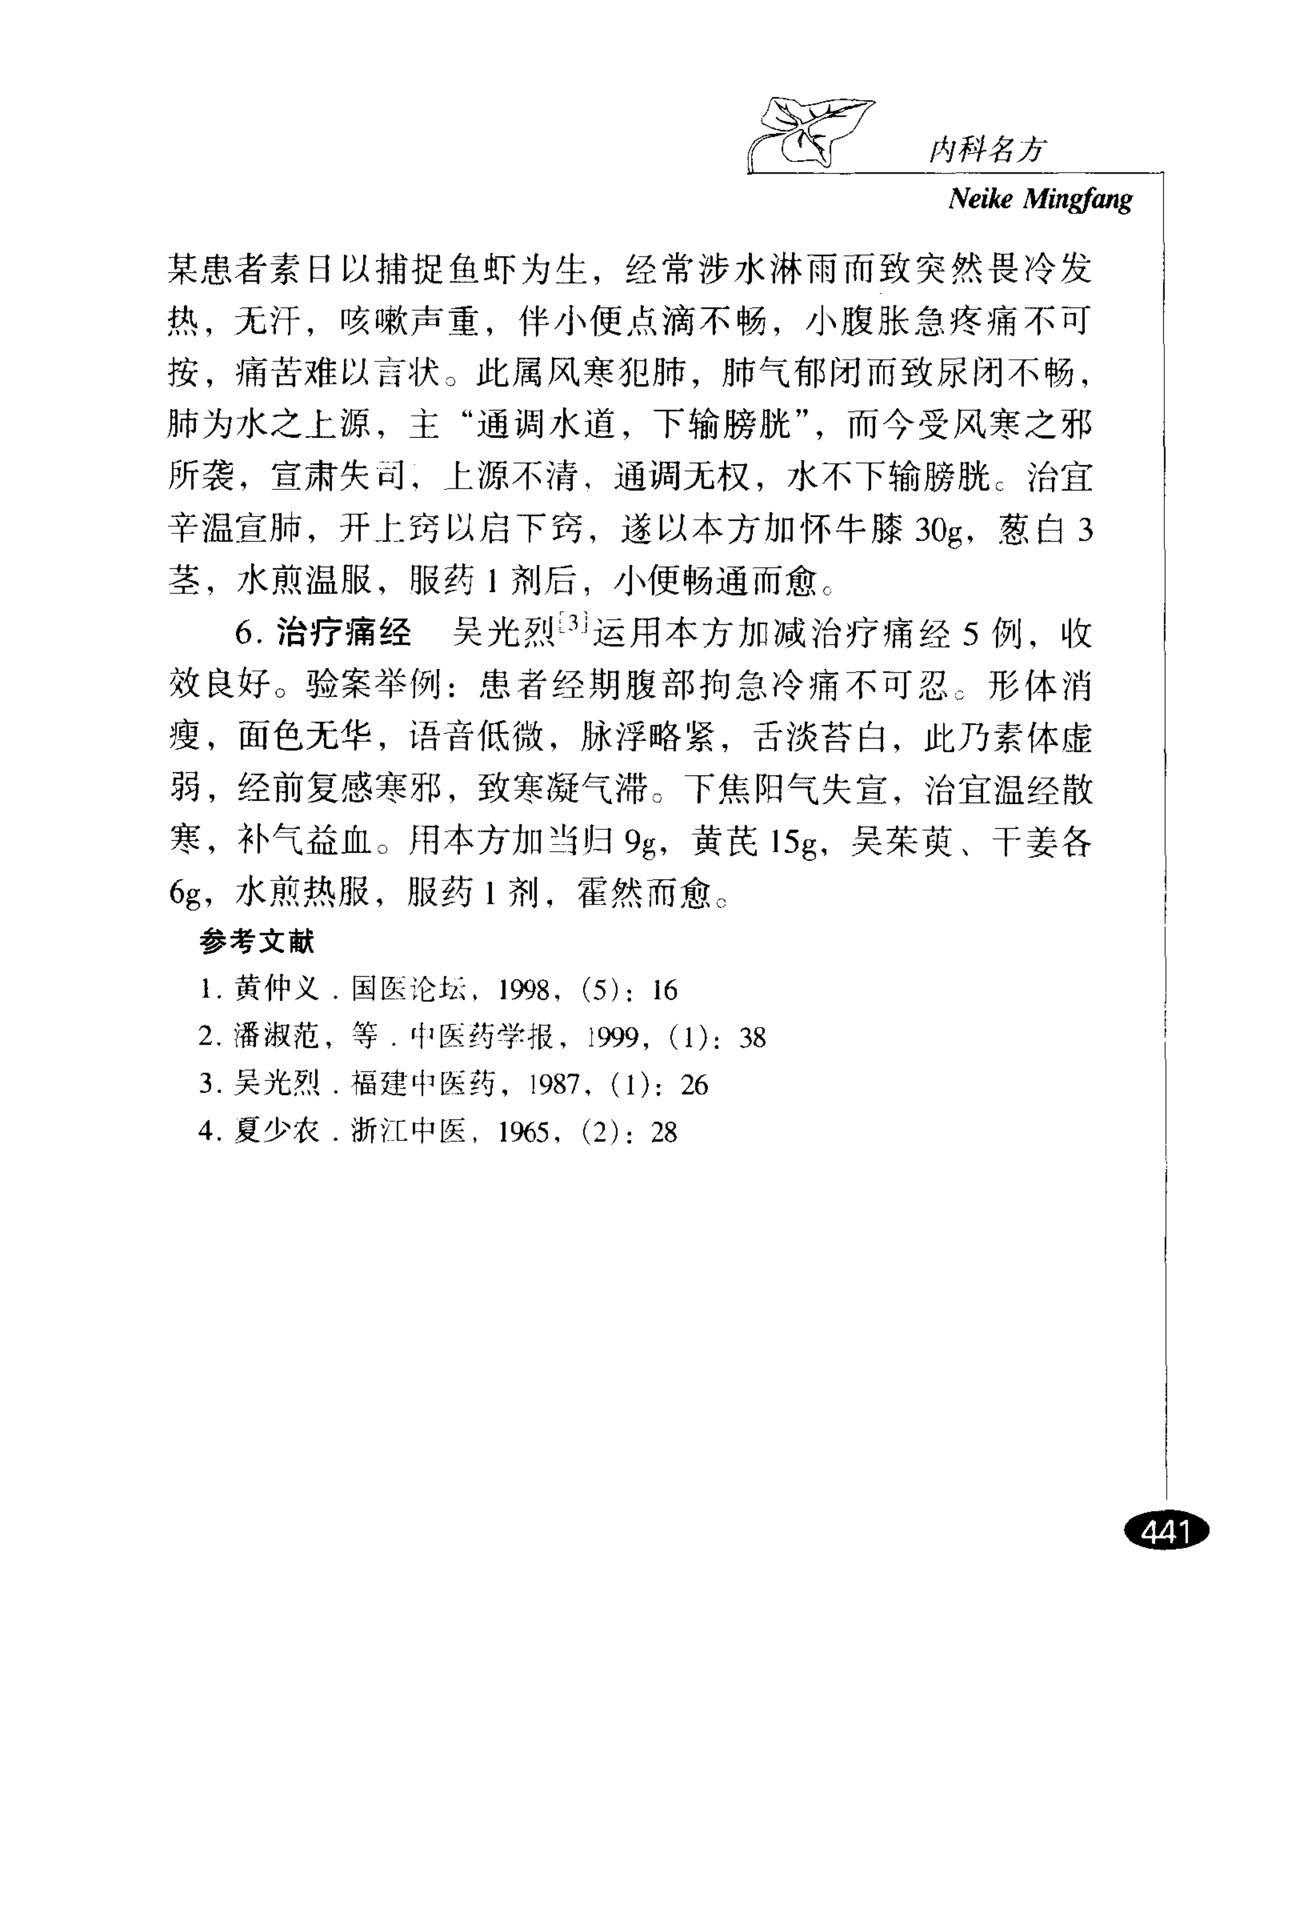 内科名方
Neike Mingfang
某患者素日以捕捉鱼虾为生，经常涉水淋雨而致突然畏冷发
热，无汗，咳嗽声重，伴小便点滴不畅，小腹胀急疼痛不可
按，痛苦难以言状。此属风寒犯肺，肺气郁闭而致尿闭不畅，
肺为水之上源，主“通调水道，下输膀胱”，而今受风寒之邪
所袭，宣肃失司，上源不清，通调无权，水不下输膀胱。治宜
辛温宣肺，开上窍以启下窍，遂以本方加怀牛膝 30g，葱白 3
茎，水煎温服，服药 1 剂后，小便畅通而愈。
6. 治疗痛经　吴光烈[3]运用本方加减治疗痛经 5 例，收
效良好。验案举例：患者经期腹部拘急冷痛不可忍。形体消
瘦，面色无华，语音低微，脉浮略紧，舌淡苔白，此乃素体虚
弱，经前复感寒邪，致寒凝气滞。下焦阳气失宣，治宜温经散
寒，补气益血。用本方加当归 9g，黄芪 15g，吴茱萸、干姜各
6g，水煎热服，服药 1 剂，霍然而愈。
参考文献
1. 黄仲义．国医论坛，1998，（5）：16
2. 潘淑范，等．中医药学报，1999，（1）：38
3. 吴光烈．福建中医药，1987，（1）：26
4. 夏少农．浙江中医，1965，（2）：28
441